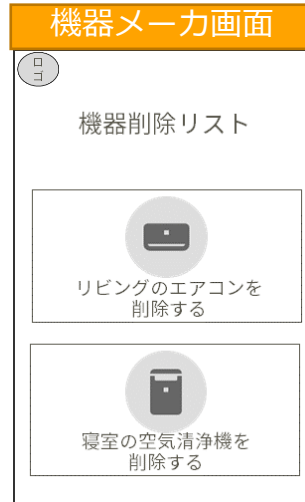 機器メーカ画面
ロゴ
機器削除リスト
リビングのエアコンを
削除する
寝室の空気清浄機を
削除する